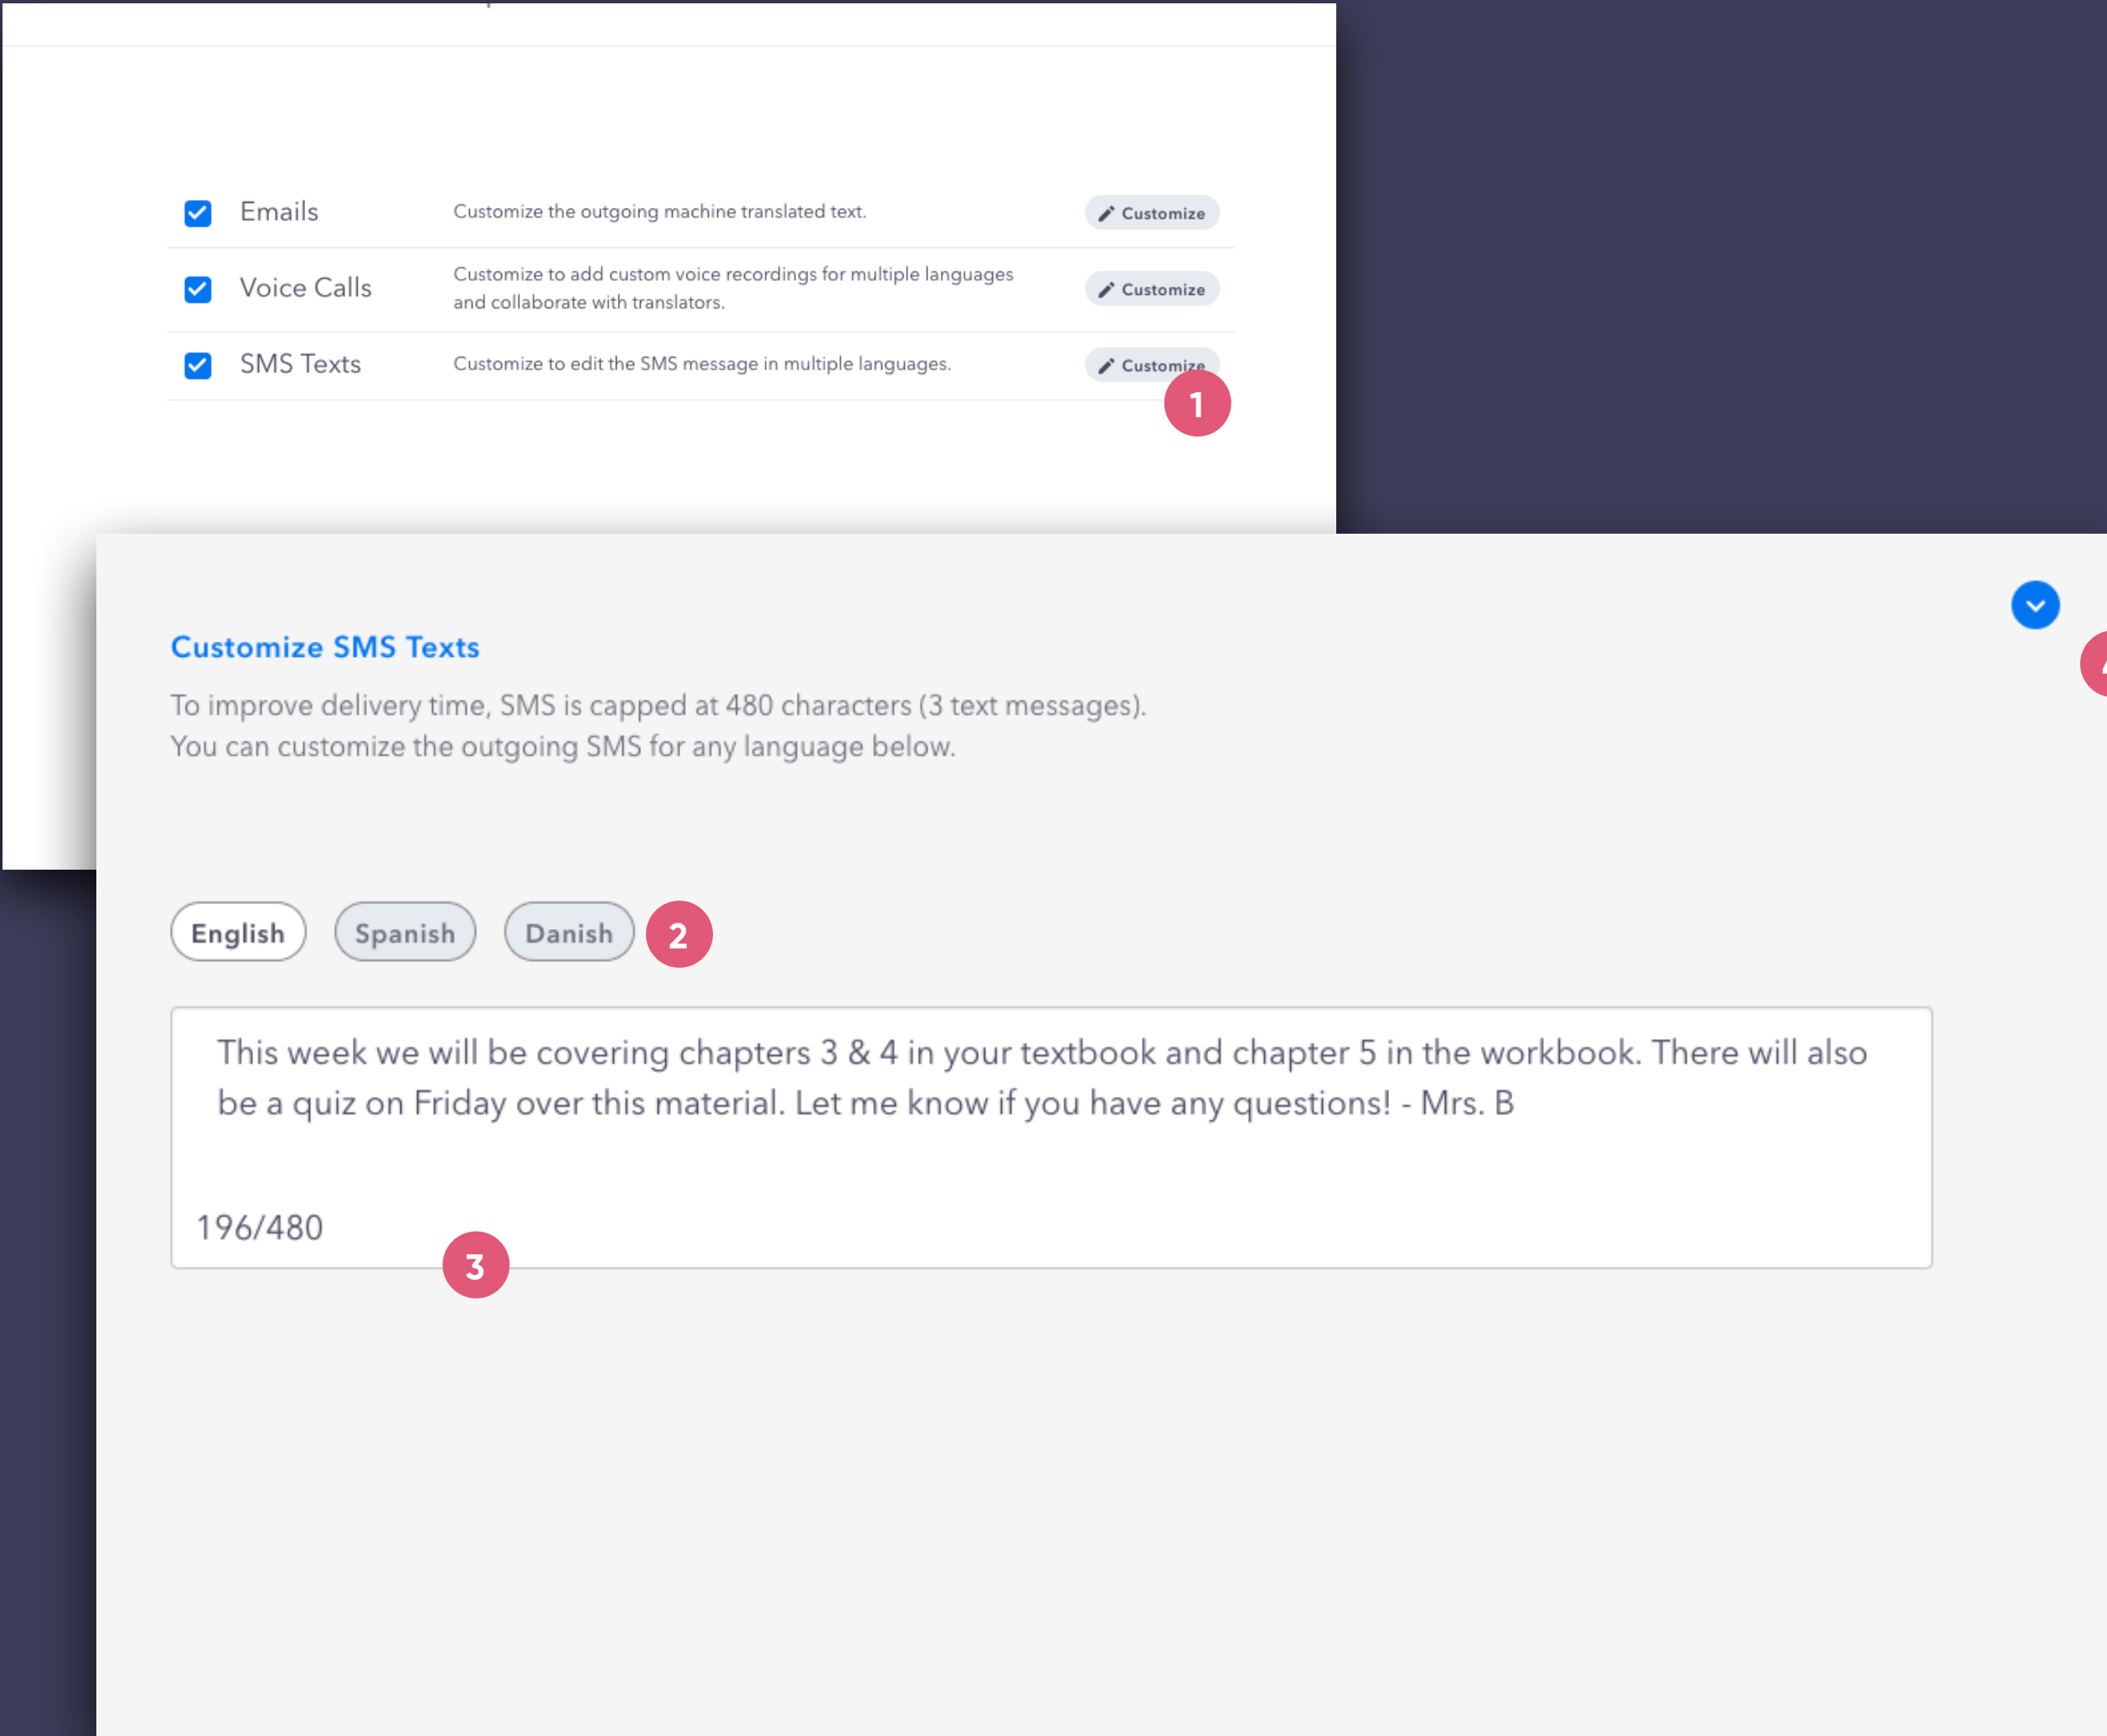 Emails
Customize the outgoing machine translated text.
Customize
Voice Calls
Customize to add custom voice recordings for multiple languages
and collaborate with translators.
Customize
SMS Texts
Customize to edit the SMS message in multiple languages.
Customize
1
Customize SMS Texts
To improve delivery time, SMS is capped at 480 characters (3 text messages).
You can customize the outgoing SMS for any language below.
English
Spanish
Danish
2
This week we will be covering chapters 3 & 4 in your textbook and chapter 5 in the workbook. There will also
be a quiz on Friday over this material. Let me know if you have any questions! - Mrs. B
196/480
3